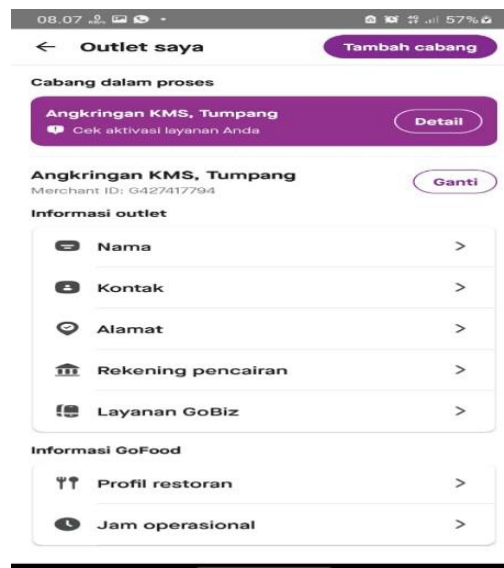 08.07
57%
Outlet saya
Tambah cabang
Cabang dalam proses
Angkringan KMS, Tumpang
Cek aktivasi layanan Anda
Detail
Angkringan KMS, Tumpang
Merchant ID: G427417794
Ganti
Informasi outlet
Nama
Kontak
Alamat
Rekening pencairan
Layanan GoBiz
Informasi GoFood
Profil restoran
Jam operasional